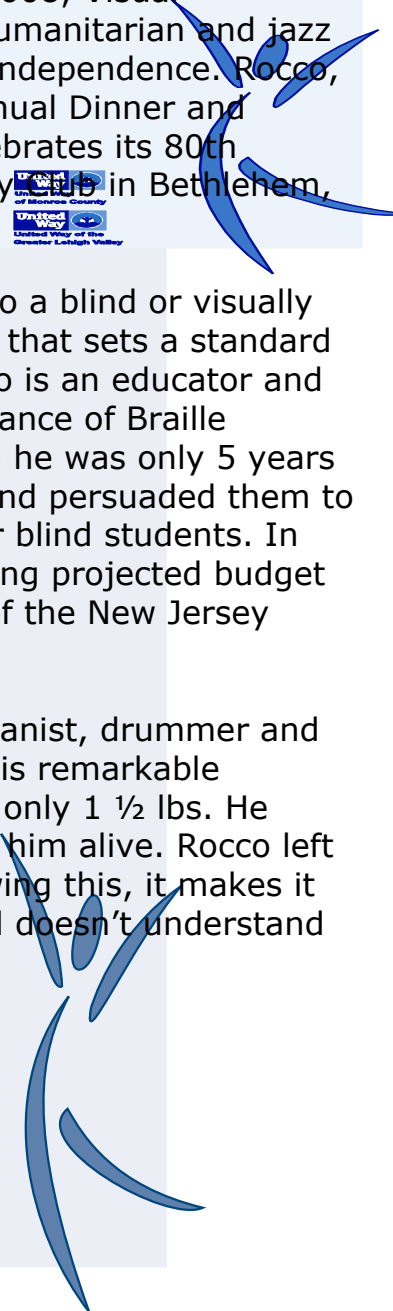 umanitarian and jazz
ndependence. Rocco,
nual Dinner and
ebrates its 80th
y Club in Bethlehem,
United Way
of Monroe County
United Way
United Way of the
Greater Lehigh Valley
o a blind or visually
that sets a standard
o is an educator and
ance of Braille
he was only 5 years
nd persuaded them to
r blind students. In
ng projected budget
f the New Jersey
anist, drummer and
is remarkable
only 1 ½ lbs. He
him alive. Rocco left
ing this, it makes it
doesn’t understand